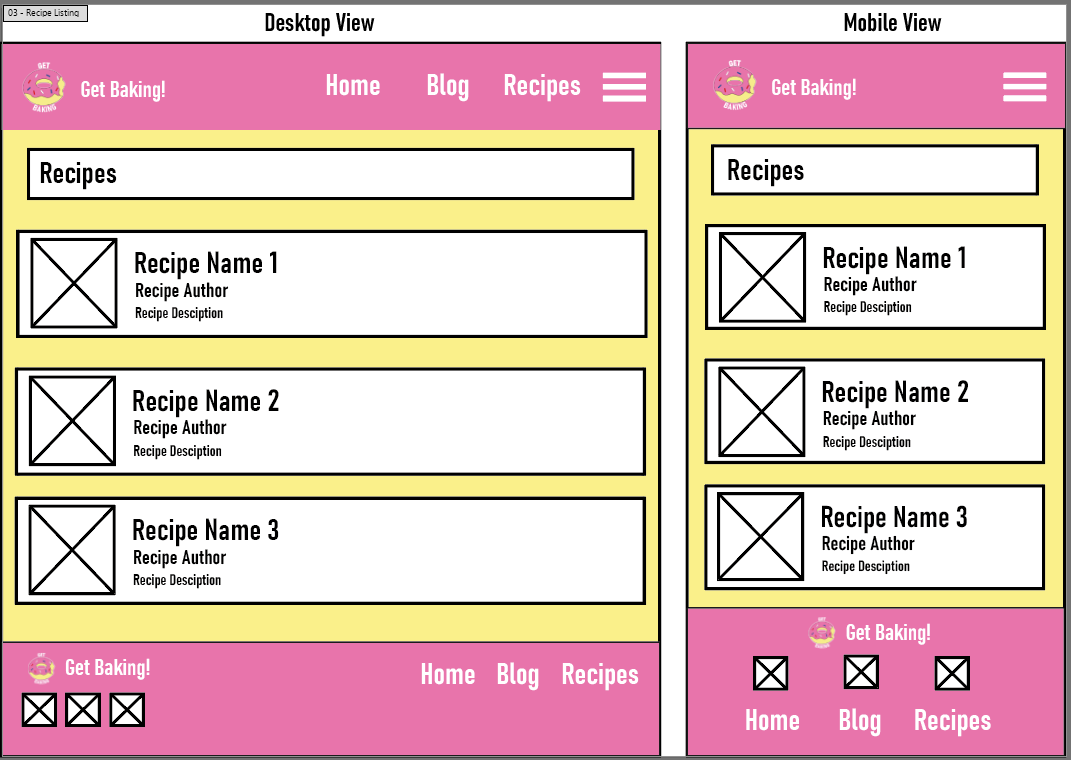 03 - Recipe Listing
Desktop View
Mobile View
GET
BAKING
Get Baking!
Home Blog Recipes
Recipes
Recipe Name 1
Recipe Author
Recipe Desciption
Recipe Name 2
Recipe Author
Recipe Desciption
Recipe Name 3
Recipe Author
Recipe Desciption
Get Baking!
Home Blog Recipes
GET
BAKING
Get Baking!
Recipes
Recipe Name 1
Recipe Author
Recipe Desciption
Recipe Name 2
Recipe Author
Recipe Desciption
Recipe Name 3
Recipe Author
Recipe Desciption
Get Baking!
Home Blog Recipes